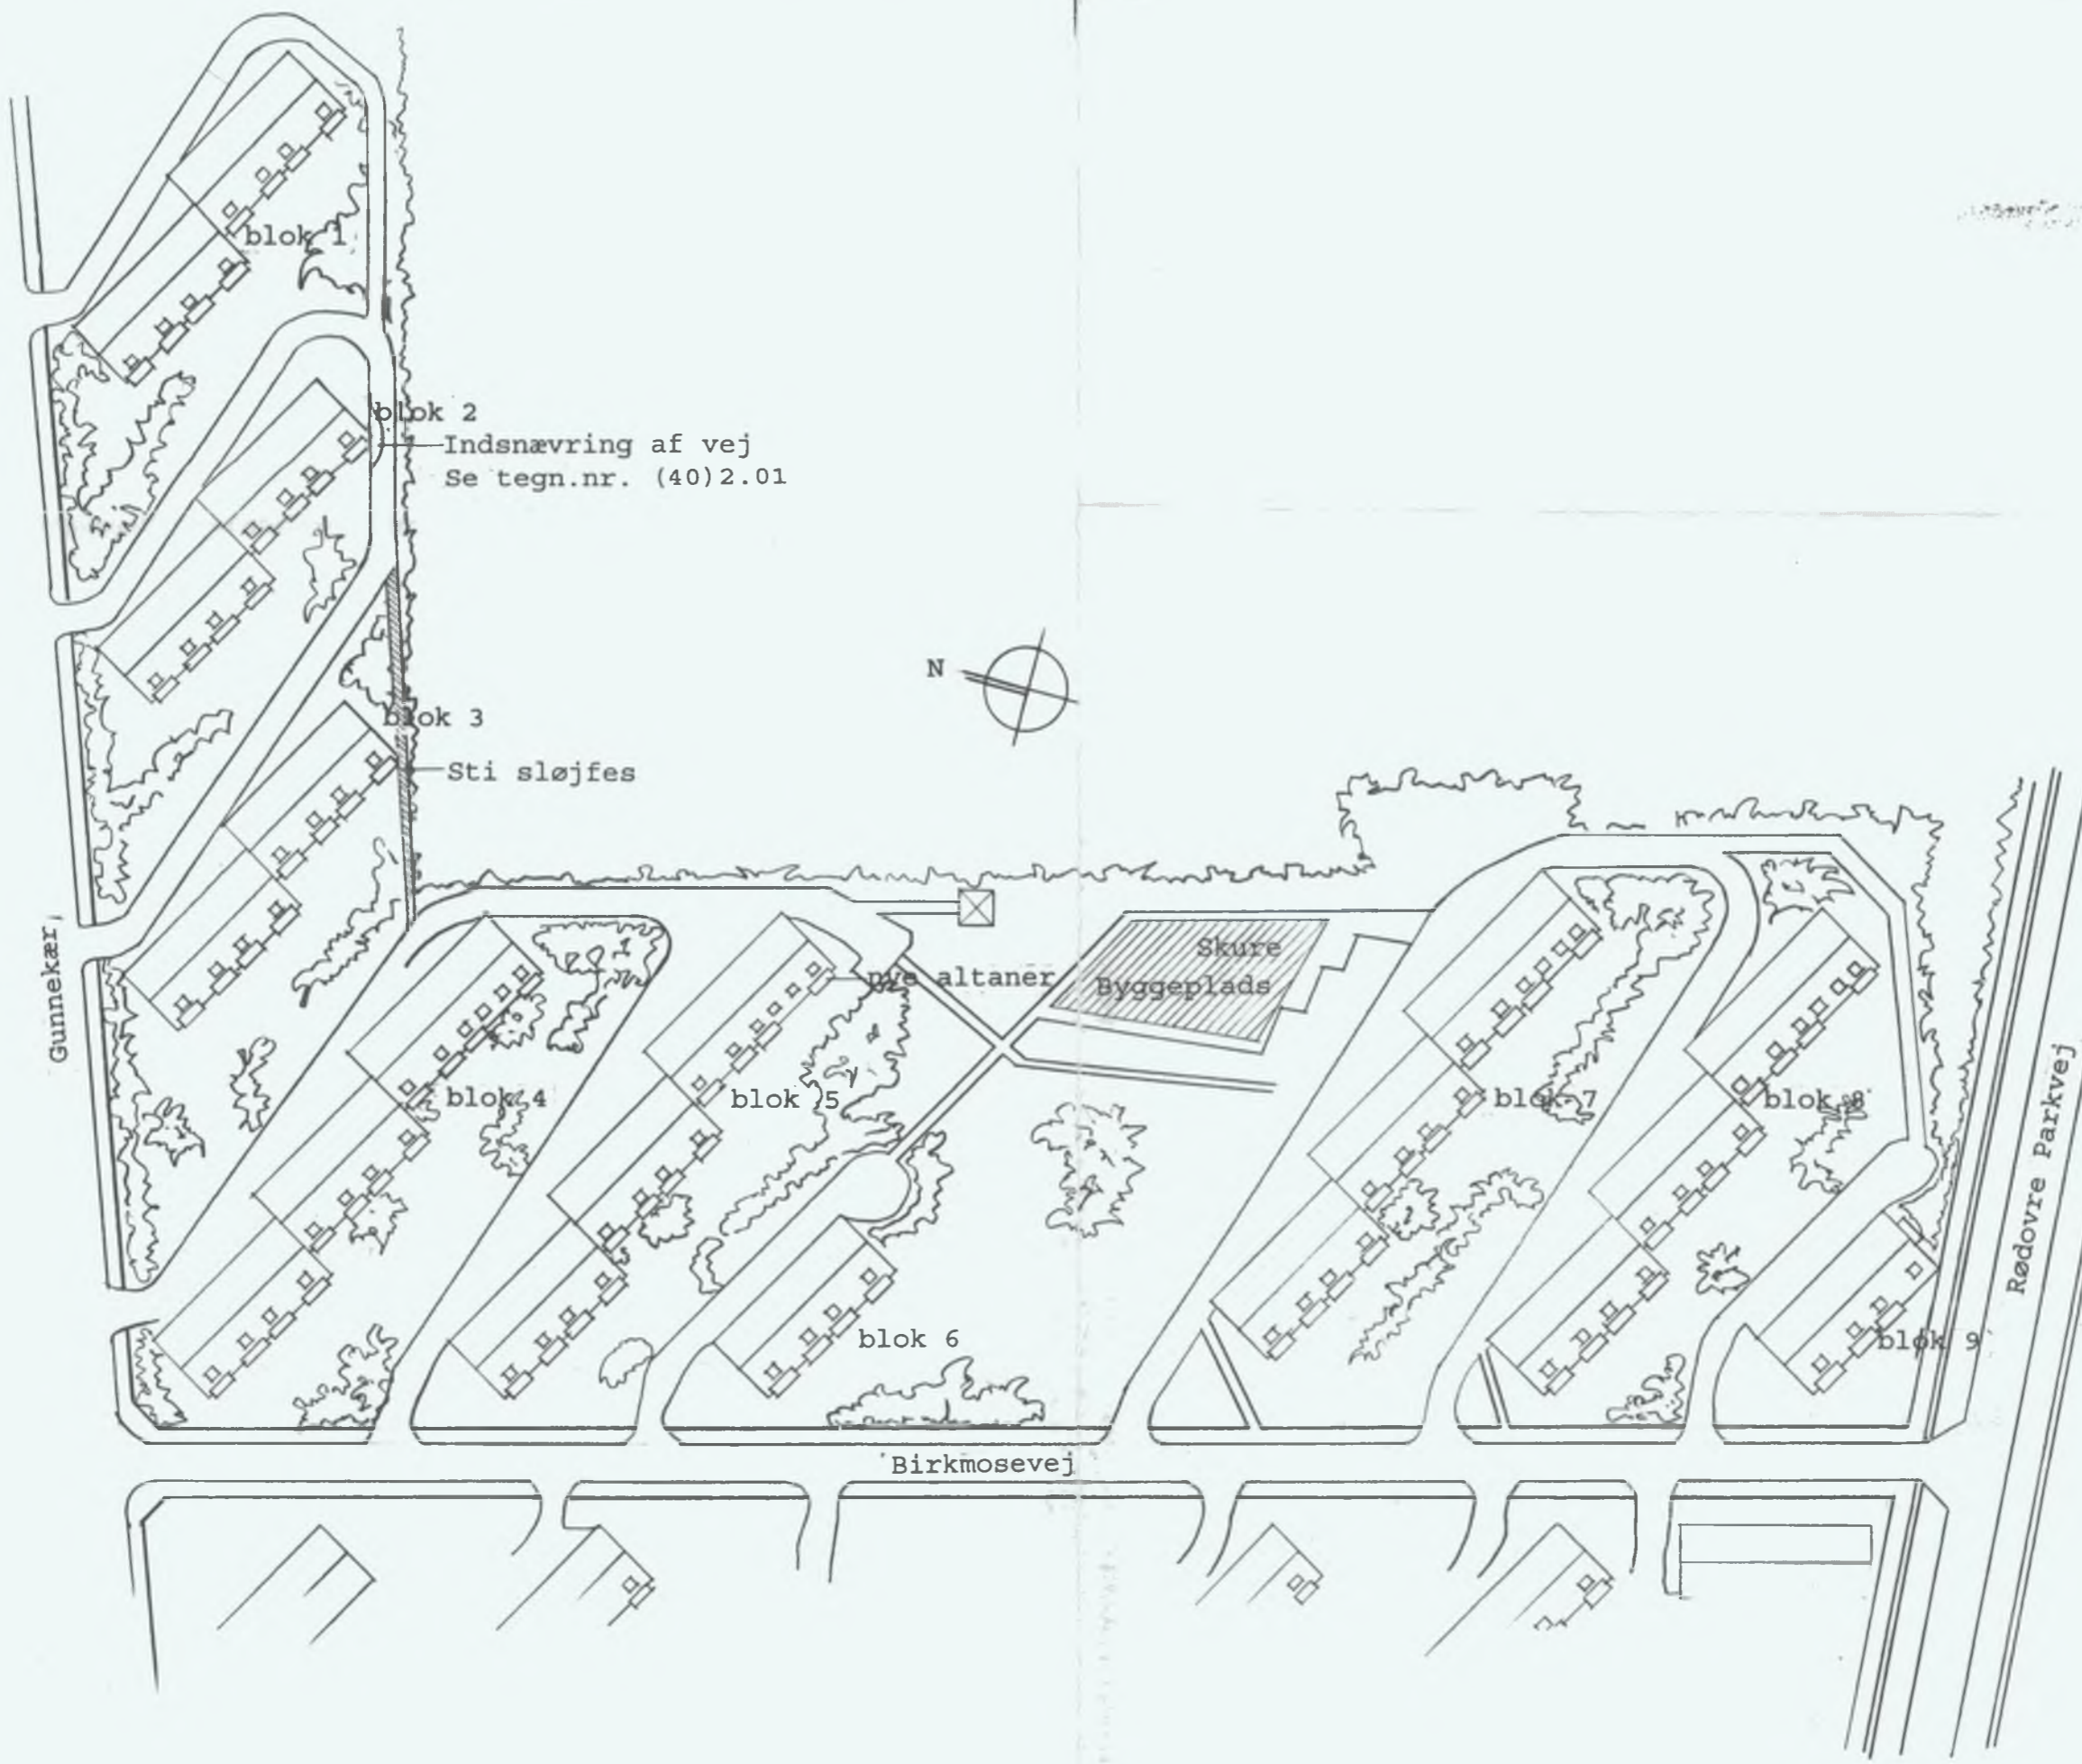 blok 1
blok 2
Indsnævring af vej
Se tegn.nr. (40)2.01
N
blok 3
Sti sløjfes
Gunnekær
Skure
nye altaner
Byggeplads
blok 4
blok 5
blok 7
blok 8
Rødovre Parkvej
blok 6
blok 9
Birkmosevej